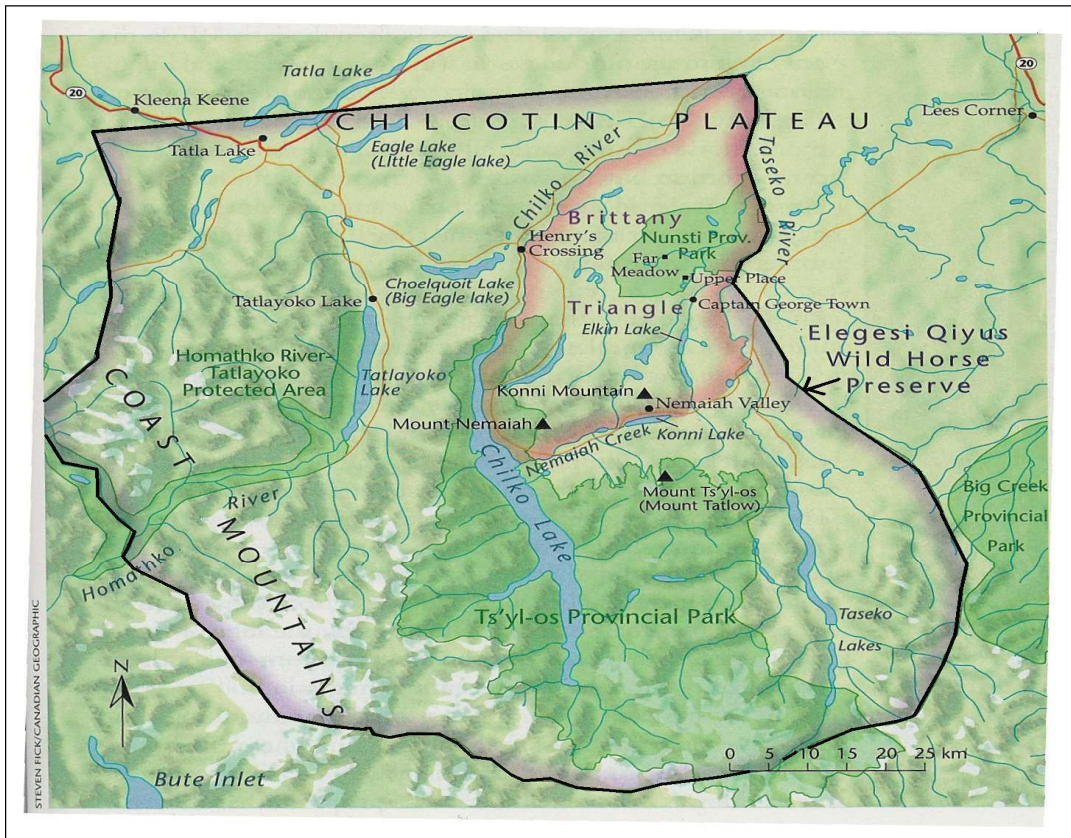 20
Tatla Lake
20
Kleena Keene
Lees Corner
CHILCOTIN PLATEAU
Tatla Lake
Eagle Lake
(LIttle Eagle lake)
Chilko River
Taseko River
Brittany
Nunsti Prov.
Park
Henry's
Crossing
Far
Meadow
Upper Place
Choelquoit Lake
(Big Eagle lake)
Tatlayoko Lake
Triangle
Captain George Town
Elkin Lake
Elegesi Qiyus
Wild Horse
Preserve
Homathko River-
Tatlayoko
Protected Area
Tatlayoko
Lake
COAST MOUNTAINS
Konni Mountain
Nemaiah Valley
Mount Nemaiah
Konni Lake
Nemaiah Creek
Chilko Lake
Mount Ts'yl-os
(Mount Tatlow)
Big Creek
Provincial
Park
Homathko River
Ts'yl-os Provincial Park
Taseko
Lakes
N
0 5 10 15 20 25 km
Bute Inlet
STEVEN FICK/CANADIAN GEOGRAPHIC